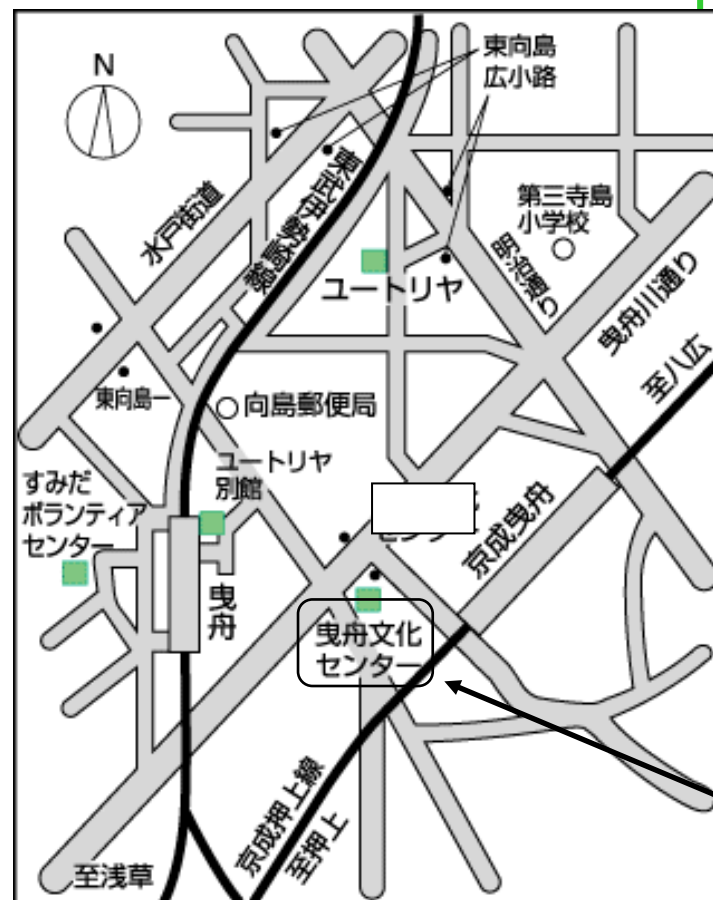 N
東向島
広小路
水戸街道
東武伊勢崎線
第三寺島
小学校
明治通り
ユートリヤ
曳舟川通り
至八広
東向島一
向島郵便局
ユートリヤ
別館
すみだ
ボランティア
センター
曳舟
京成曳舟
曳舟文化
センター
京成押上線
至押上
至浅草